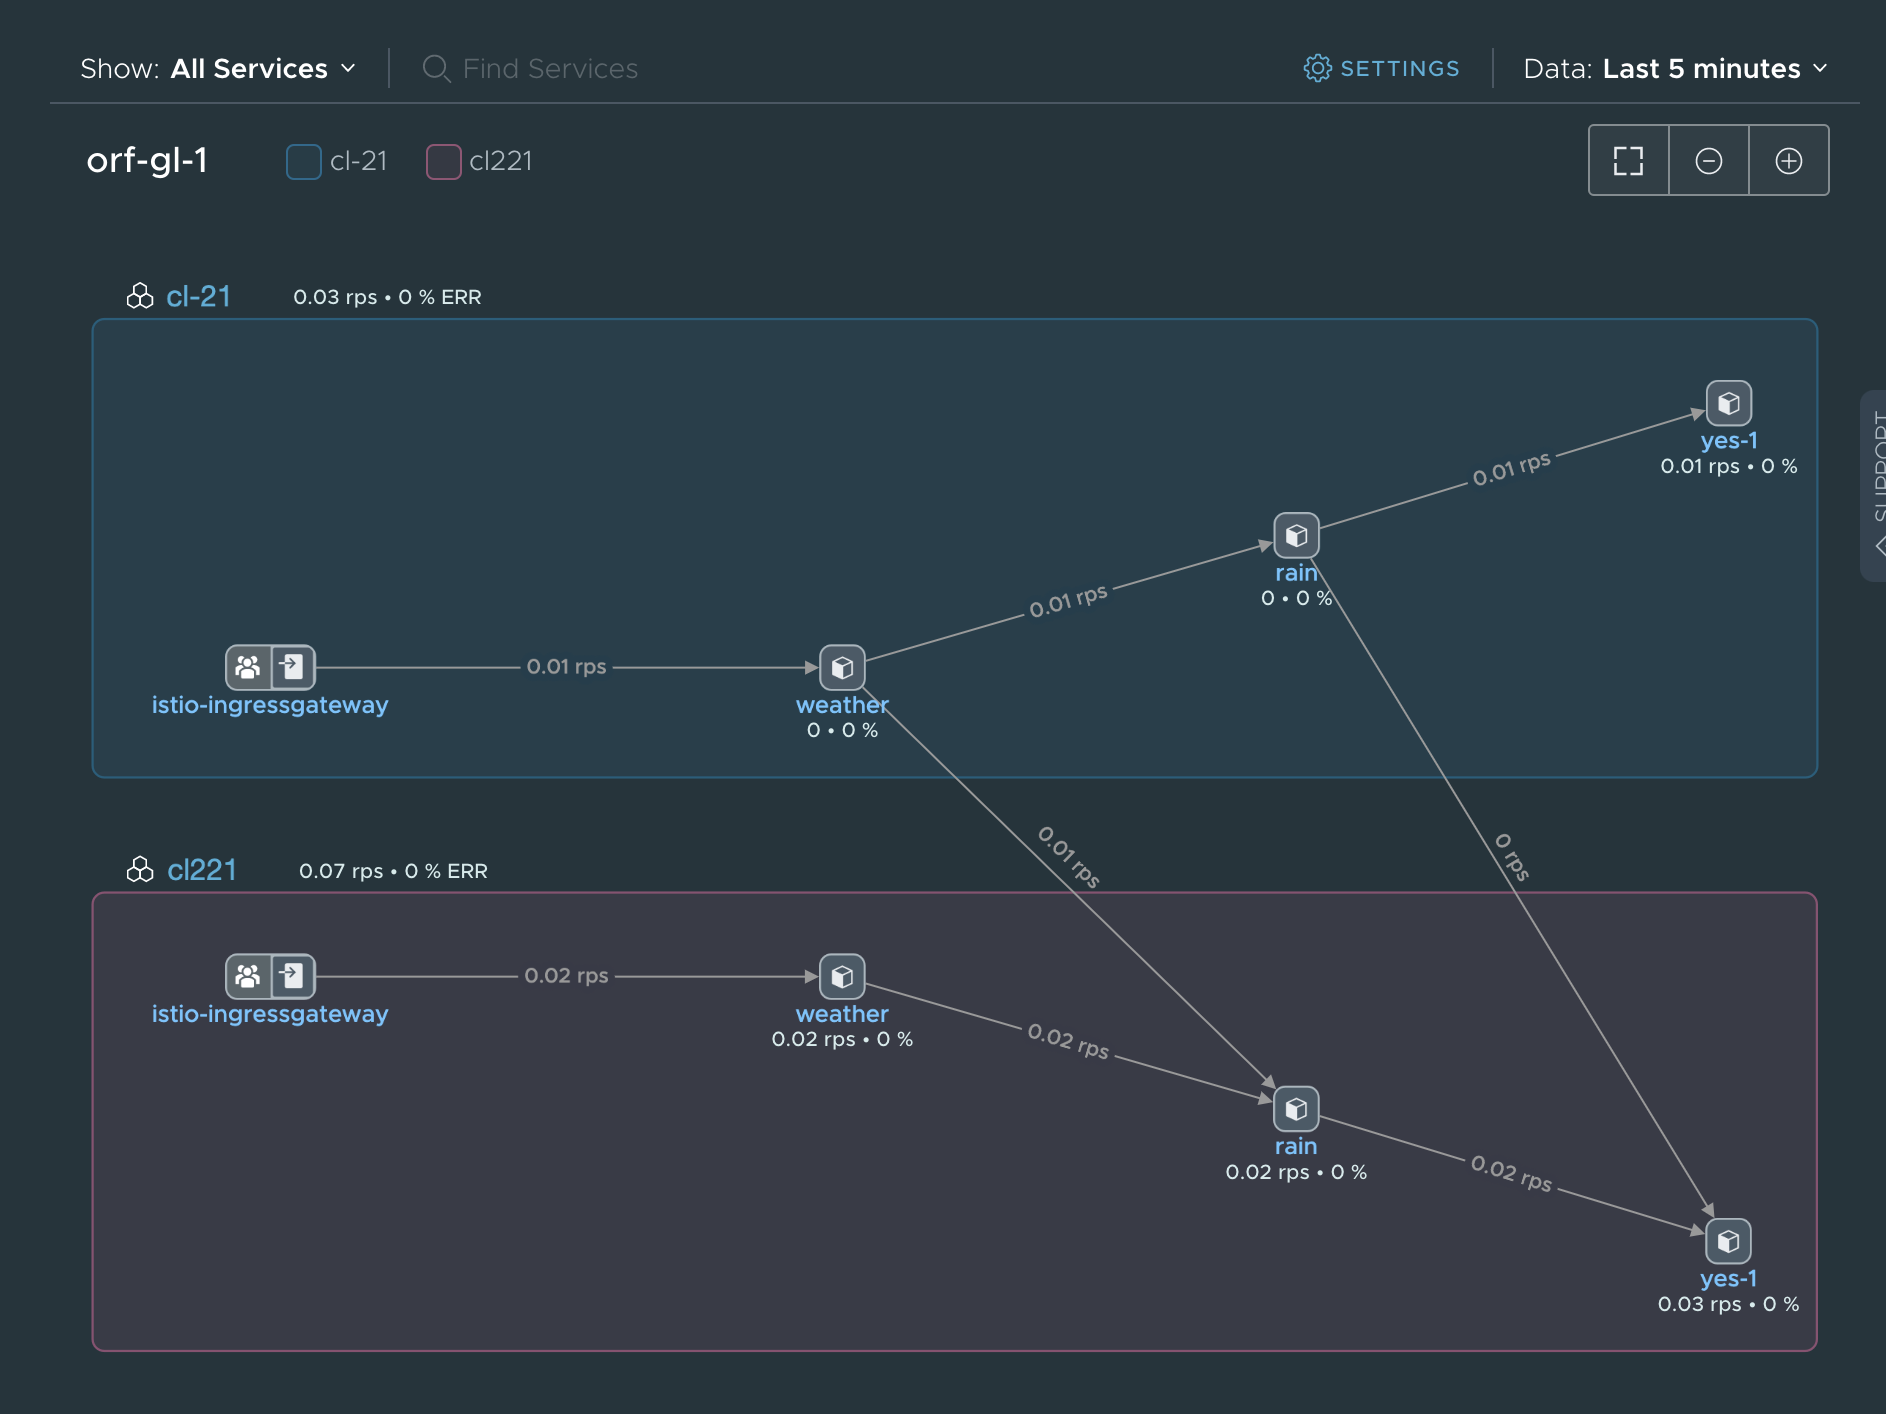 Show: All Services
Find Services
SETTINGS
Data: Last 5 minutes
orf-gl-1
cl-21
cl221
cl-21
0.03 rps • 0 % ERR
yes-1
0.01 rps • 0 %
0.01 rps
rain
0 • 0 %
0.01 rps
istio-ingressgateway
0.01 rps
weather
0 • 0 %
SUPPORT
0.01 rps
0 rps
cl221
0.07 rps • 0 % ERR
istio-ingressgateway
0.02 rps
weather
0.02 rps • 0 %
0.02 rps
rain
0.02 rps • 0 %
0.02 rps
yes-1
0.03 rps • 0 %